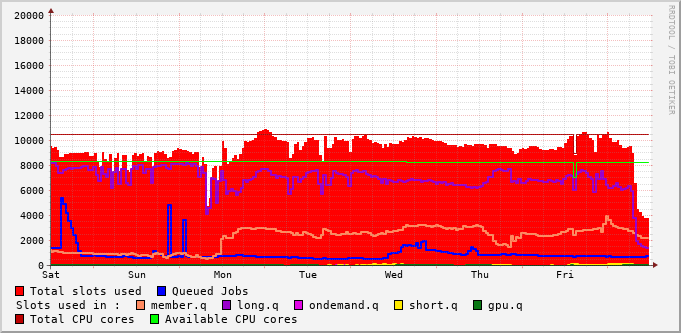 20000
18000
16000
14000
12000
10000
8000
6000
4000
2000
0
Sat Sun Mon Tue Wed Thu Fri
RRDTOOL / TOBI OETIKER
Total slots used Queued Jobs
Slots used in : member.q long.q ondemand.q short.q gpu.q
Total CPU cores Available CPU cores